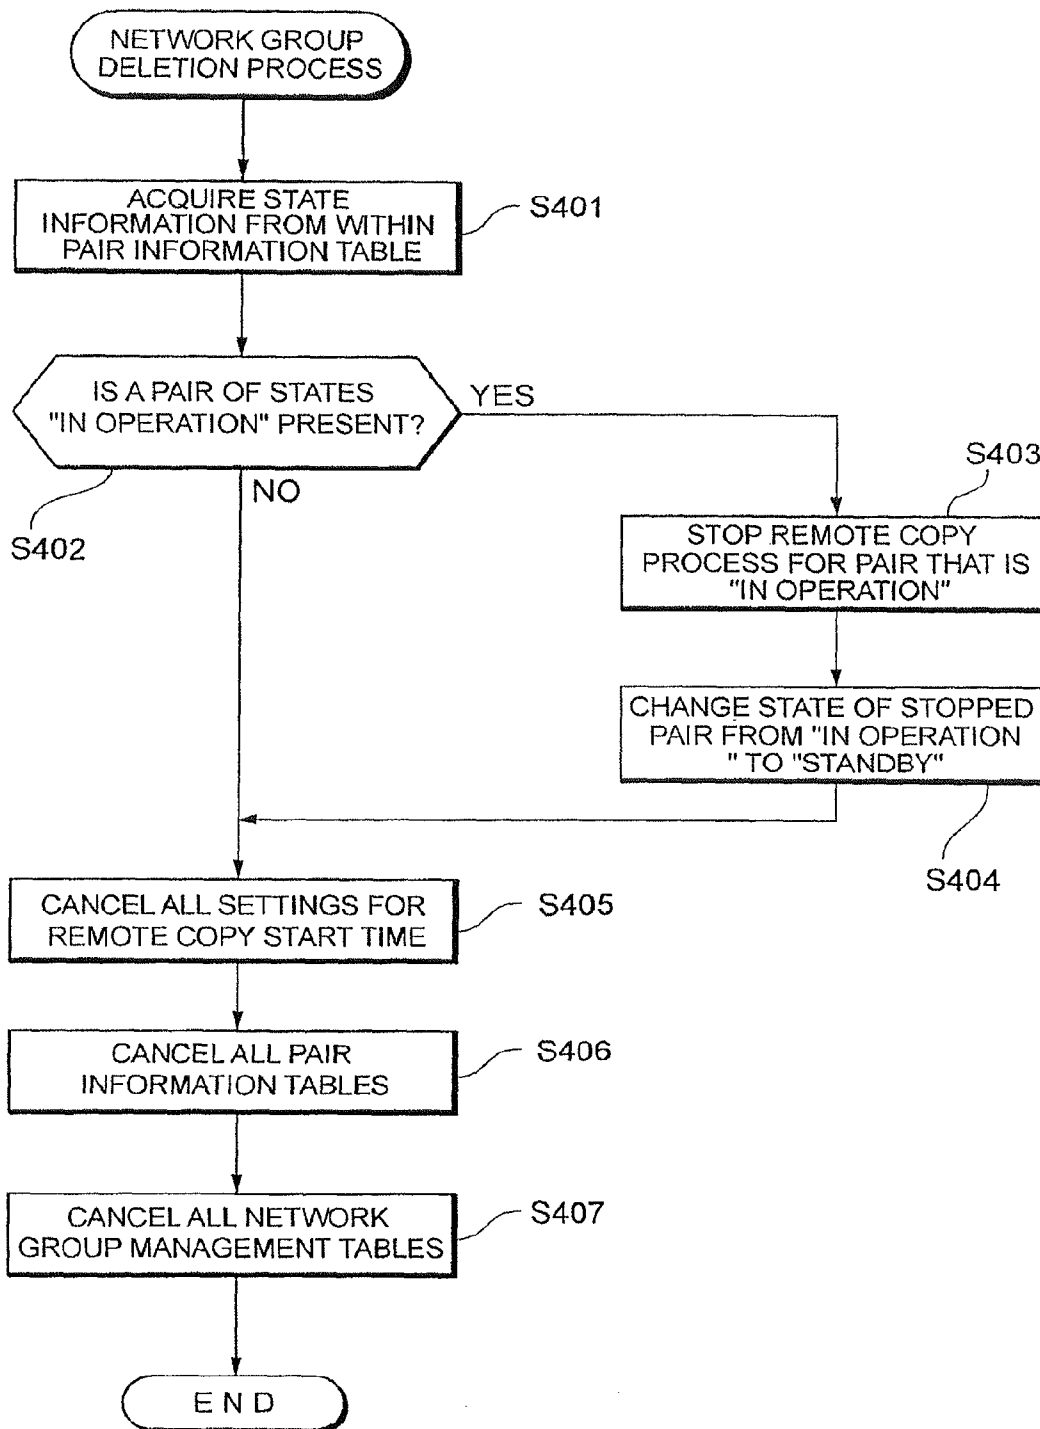 NETWORK GROUP
DELETION PROCESS
ACQUIRE STATE
INFORMATION FROM WITHIN
PAIR INFORMATION TABLE
S401
IS A PAIR OF STATES
"IN OPERATION" PRESENT?
YES
NO
S402
S403
STOP REMOTE COPY
PROCESS FOR PAIR THAT IS
"IN OPERATION"
CHANGE STATE OF STOPPED
PAIR FROM "IN OPERATION
" TO "STANDBY"
S404
CANCEL ALL SETTINGS FOR
REMOTE COPY START TIME
S405
CANCEL ALL PAIR
INFORMATION TABLES
S406
CANCEL ALL NETWORK
GROUP MANAGEMENT TABLES
S407
END